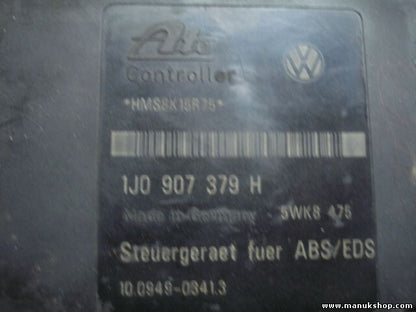 Ate
Controller
*HMS8K15R75*
1J0 907 379 H
Made in Germany - 5WK8 475
Steuergeraet fuer ABS/EDS
10.0949-0341.3
www.manukshop.com